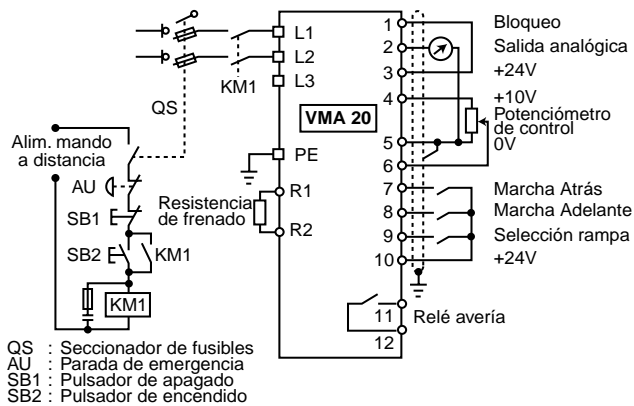 L1
L2
L3
KM1
QS
Alim. mando
a distancia
AU
SB1
SB2
KM1
KM1
VMA 20
PE
R1
R2
Resistencia
de frenado
1 Bloqueo
2 Salida analógica
3 +24V
4 +10V
Potenciómetro
de control
5 0V
6
7 Marcha Atrás
8 Marcha Adelante
9 Selección rampa
10 +24V
11 Relé avería
12
QS : Seccionador de fusibles
AU : Parada de emergencia
SB1 : Pulsador de apagado
SB2 : Pulsador de encendido